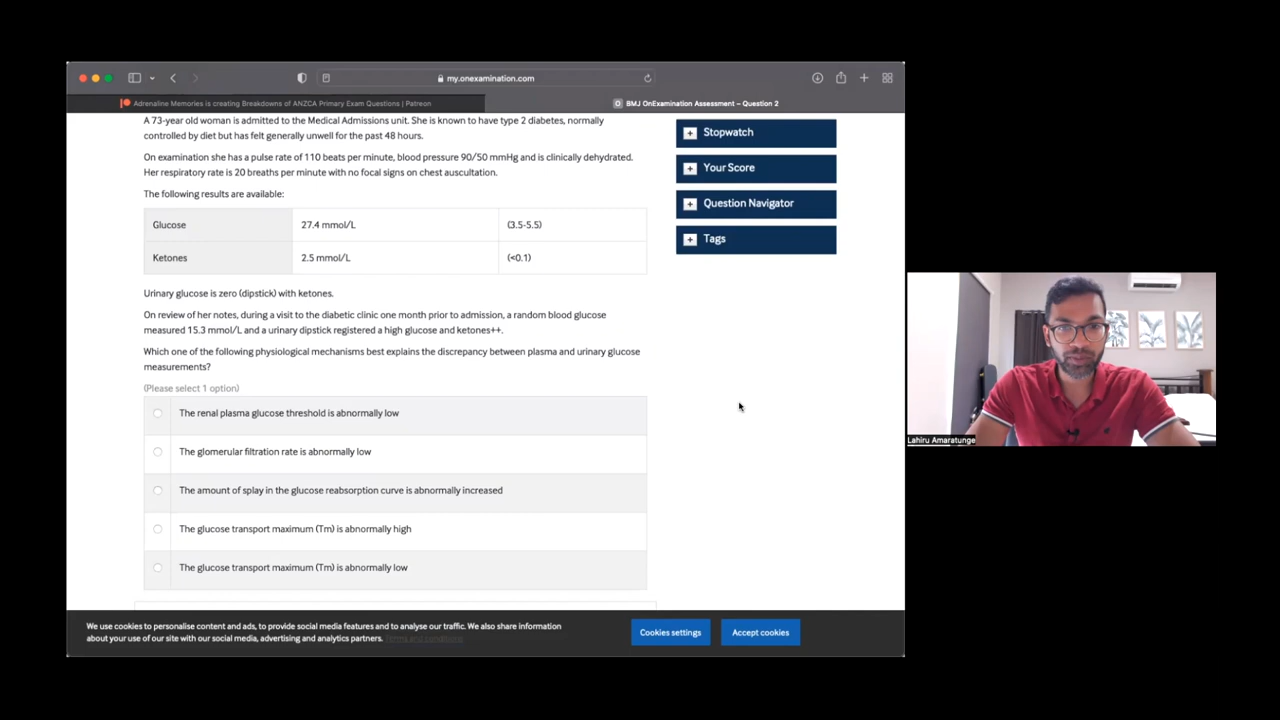 my.onexamination.com
Adrenaline Memories is creating Breakdowns of ANZCA Primary Exam Questions | Patreon
BMJ OnExamination Assessment – Question 2
A 73-year old woman is admitted to the Medical Admissions unit. She is known to have type 2 diabetes, normally
controlled by diet but has felt generally unwell for the past 48 hours.
On examination she has a pulse rate of 110 beats per minute, blood pressure 90/50 mmHg and is clinically dehydrated.
Her respiratory rate is 20 breaths per minute with no focal signs on chest auscultation.
The following results are available:
Glucose 27.4 mmol/L (3.5-5.5)
Ketones 2.5 mmol/L (<0.1)
Urinary glucose is zero (dipstick) with ketones.
On review of her notes, during a visit to the diabetic clinic one month prior to admission, a random blood glucose
measured 15.3 mmol/L and a urinary dipstick registered a high glucose and ketones++.
Which one of the following physiological mechanisms best explains the discrepancy between plasma and urinary glucose
measurements?
(Please select 1 option)
The renal plasma glucose threshold is abnormally low
The glomerular filtration rate is abnormally low
The amount of splay in the glucose reabsorption curve is abnormally increased
The glucose transport maximum (Tm) is abnormally high
The glucose transport maximum (Tm) is abnormally low
Stopwatch
Your Score
Question Navigator
Tags
We use cookies to personalise content and ads, to provide social media features and to analyse our traffic. We also share information
about your use of our site with our social media, advertising and analytics partners. Terms and conditions
Cookies settings
Accept cookies
Lahiru Amaratunge